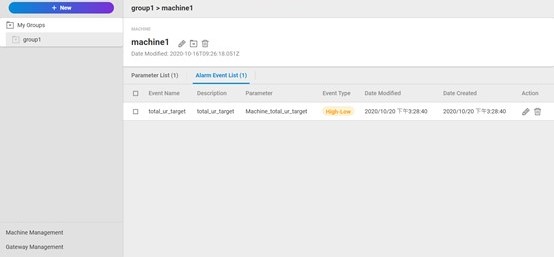 + New
My Groups
group1
Machine Management
Gateway Management
group1 > machine1
MACHINE
machine1
Date Modified: 2020-10-16T09:26:18.051Z
Parameter List (1) Alarm Event List (1)
Event Name Description Parameter Event Type Date Modified Date Created Action
total_ur_target total_ur_target Machine_total_ur_target High-Low 2020/10/20 下午3:28:40 2020/10/20 下午3:28:40